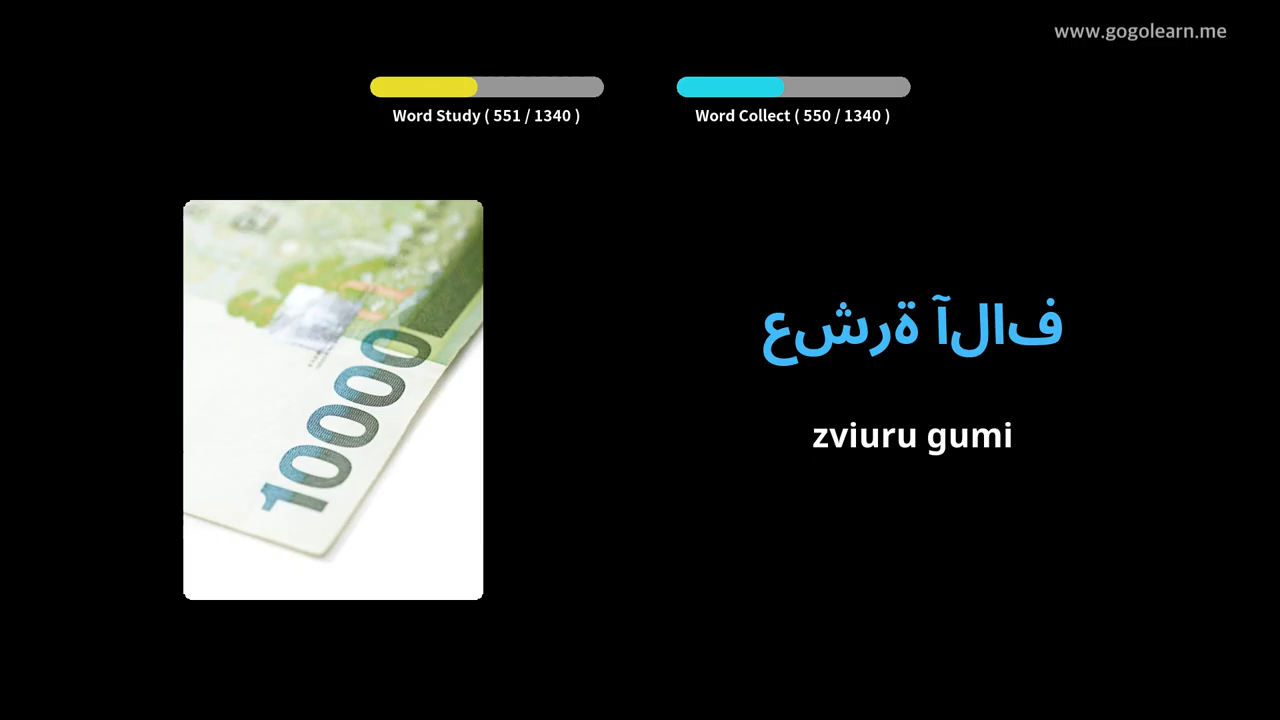 www.gogolearn.me
Word Study ( 551 / 1340 )
Word Collect ( 550 / 1340 )
10000
عشرة آلاف
zviuru gumi